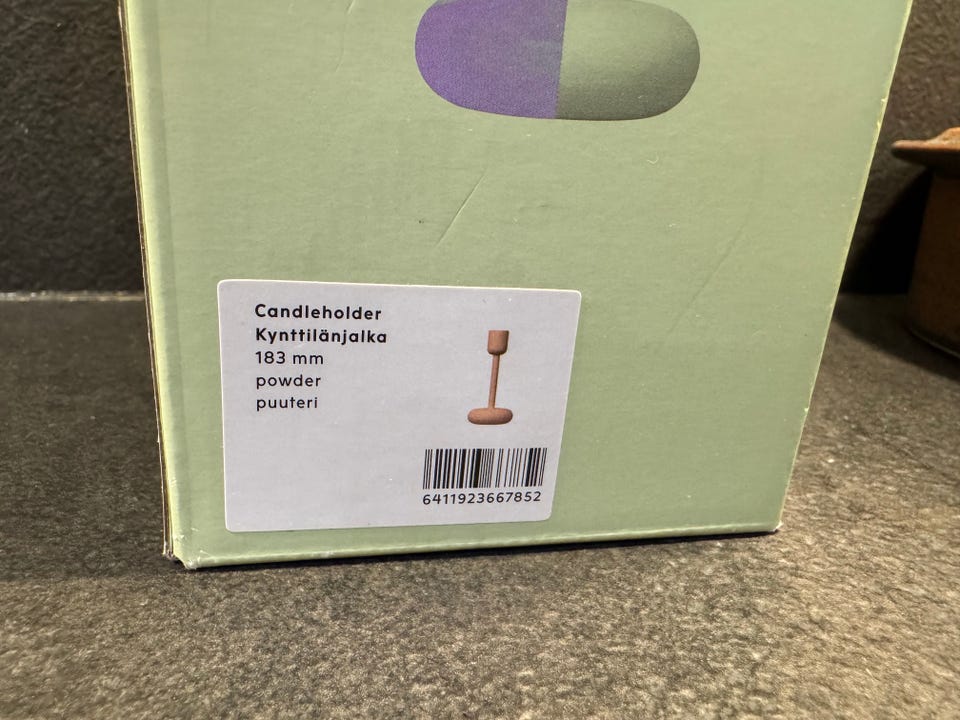 Candleholder
Kynttilänjalka
183 mm
powder
puuteri
6411923667852